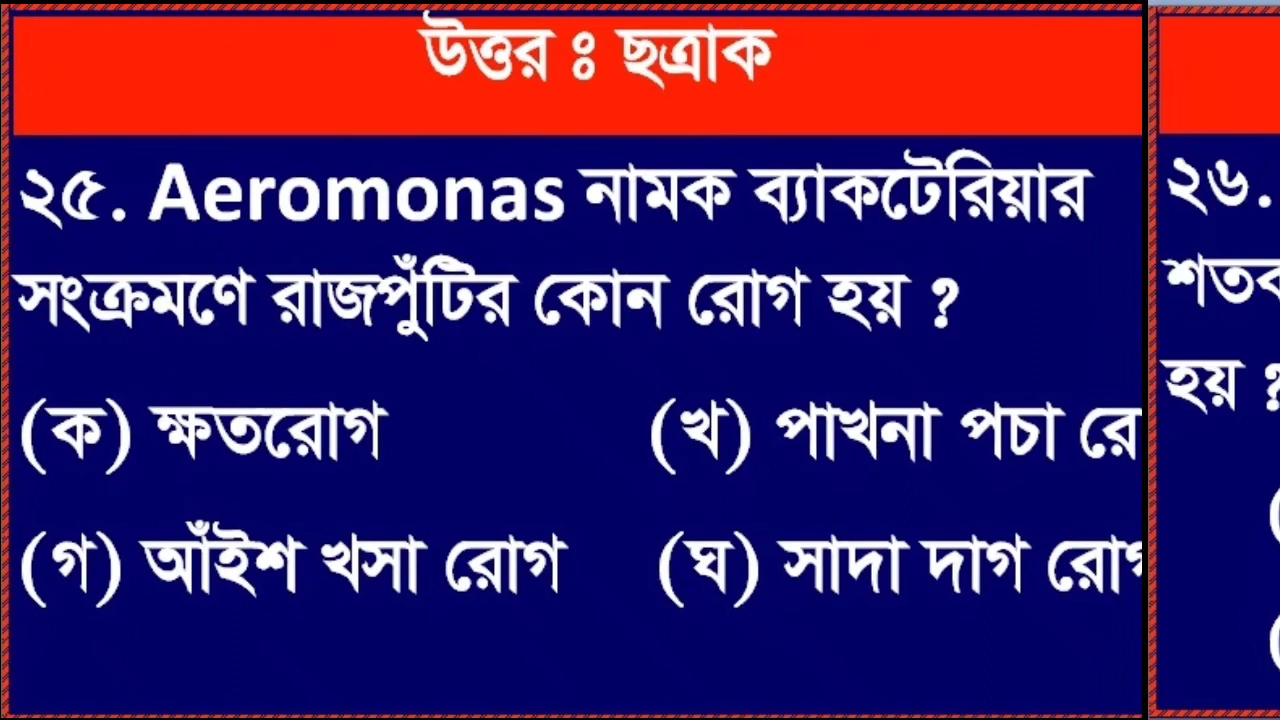 উত্তর ঃ ছত্রাক
২৫. Aeromonas নামক ব্যাকটেরিয়ার
সংক্রমণে রাজপুঁটির কোন রোগ হয় ?
(ক) ক্ষতরোগ (খ) পাখনা পচা
(গ) আঁইশ খসা রোগ (ঘ) সাদা দাগ রোগ
২৬.
হয় ?